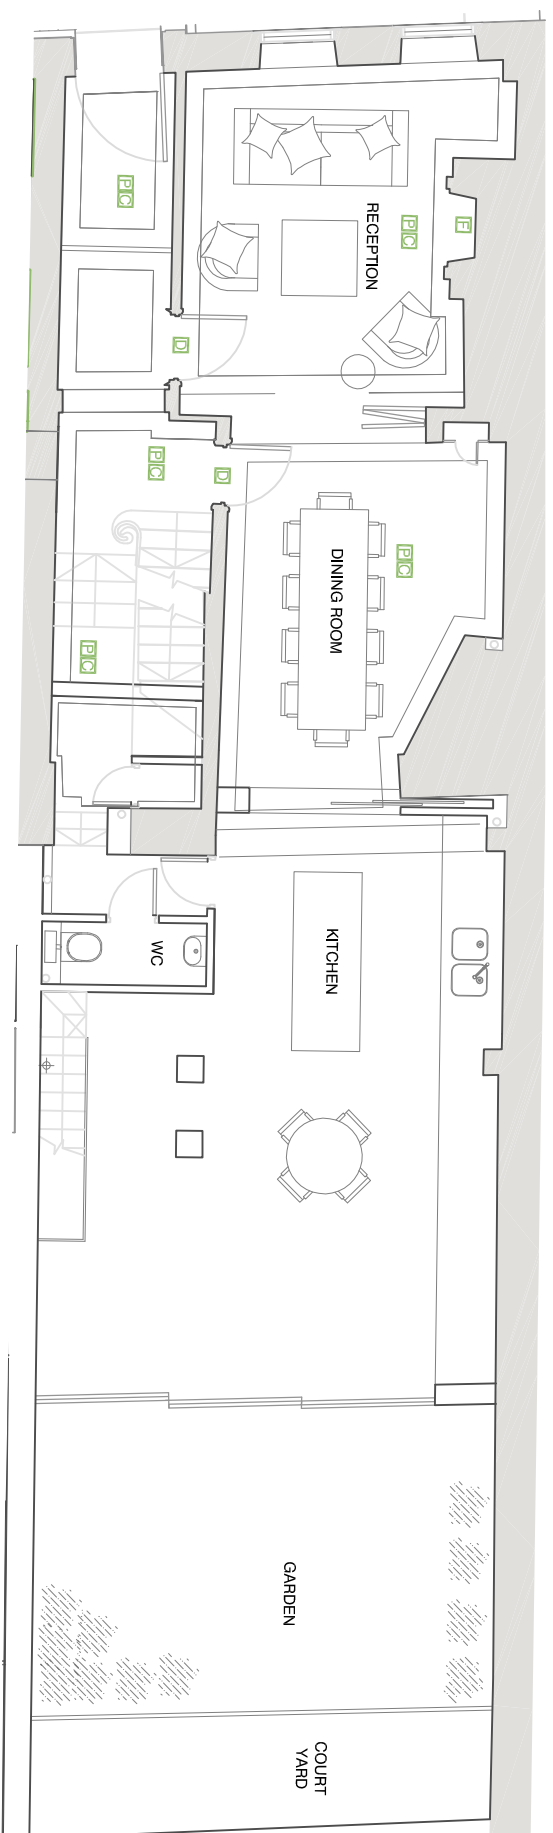 P C
F
P C
RECEPTION
D
P C
D
P C
DINING ROOM
P C
WC
KITCHEN
GARDEN
COURT
YARD